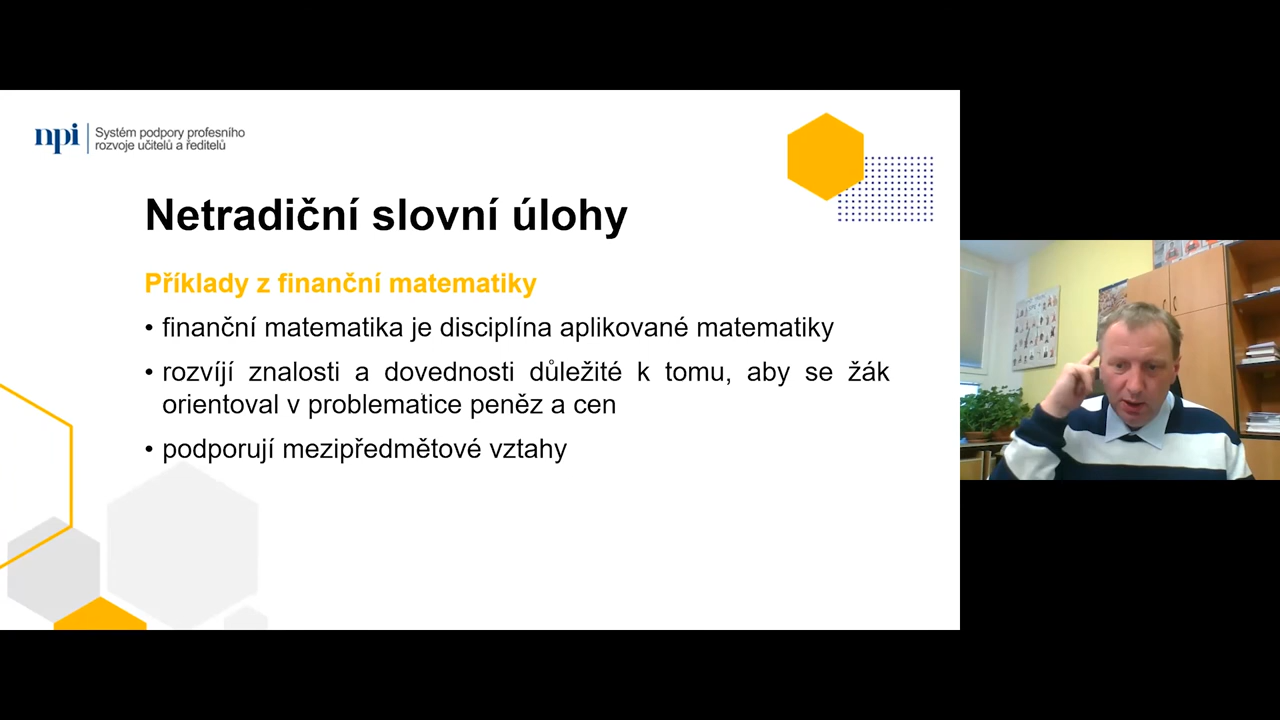 npi
Systém podpory profesního
rozvoje učitelů a ředitelů
Netradiční slovní úlohy
Příklady z finanční matematiky
• finanční matematika je disciplína aplikované matematiky
• rozvíjí znalosti a dovednosti důležité k tomu, aby se žák
orientoval v problematice peněz a cen
• podporují mezipředmětové vztahy